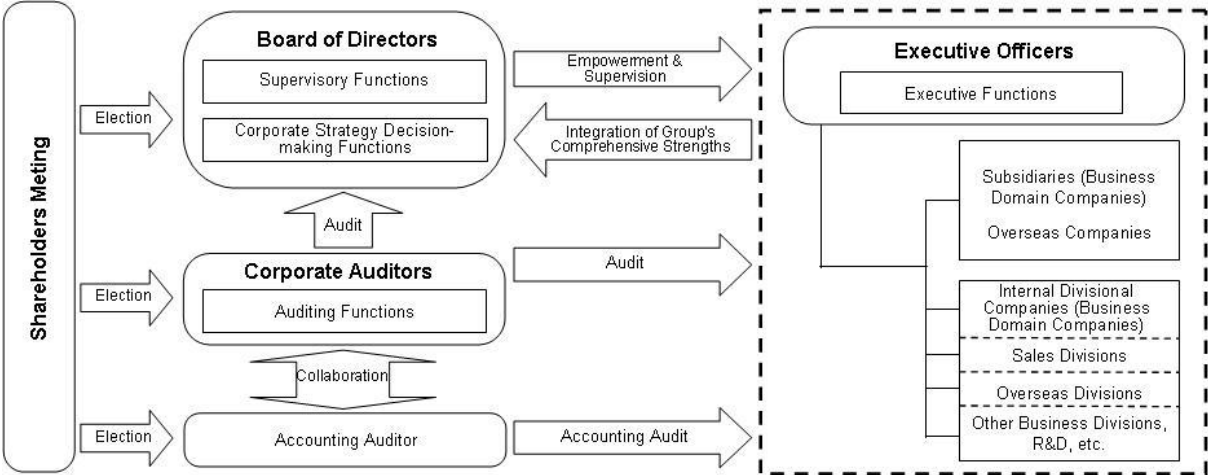 Shareholders Meting
Election
Board of Directors
Supervisory Functions
Corporate Strategy Decision-
making Functions
Empowerment &
Supervision
Integration of Group's
Comprehensive Strengths
Audit
Election
Corporate Auditors
Auditing Functions
Audit
Collaboration
Election
Accounting Auditor
Accounting Audit
Executive Officers
Executive Functions
Subsidiaries (Business
Domain Companies)
Overseas Companies
Internal Divisional
Companies (Business
Domain Companies)
Sales Divisions
Overseas Divisions
Other Business Divisions,
R&D, etc.